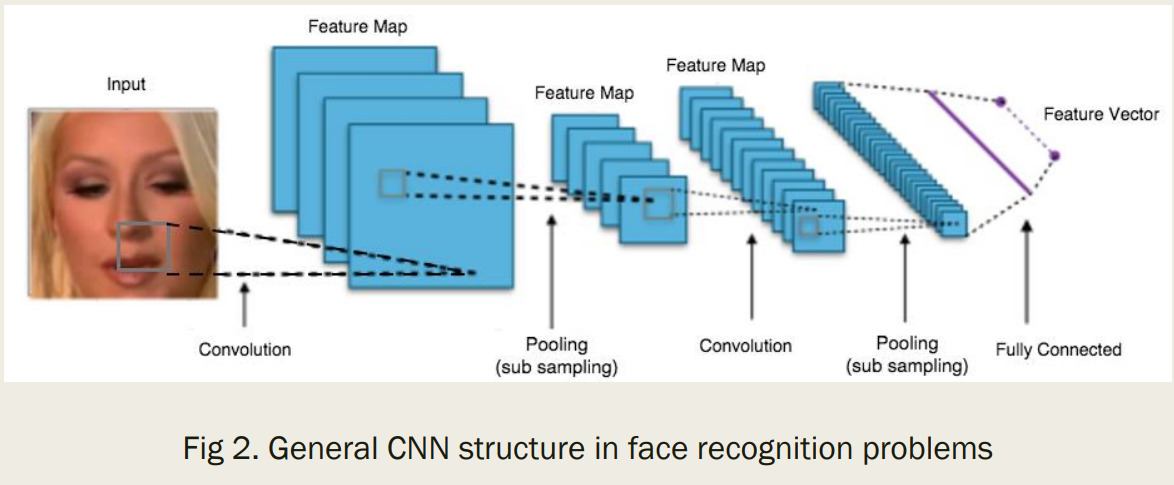 Input
Feature Map
Feature Map
Feature Map
Feature Vector
Convolution
Pooling
(sub sampling)
Convolution
Pooling
(sub sampling)
Fully Connected
Fig 2. General CNN structure in face recognition problems